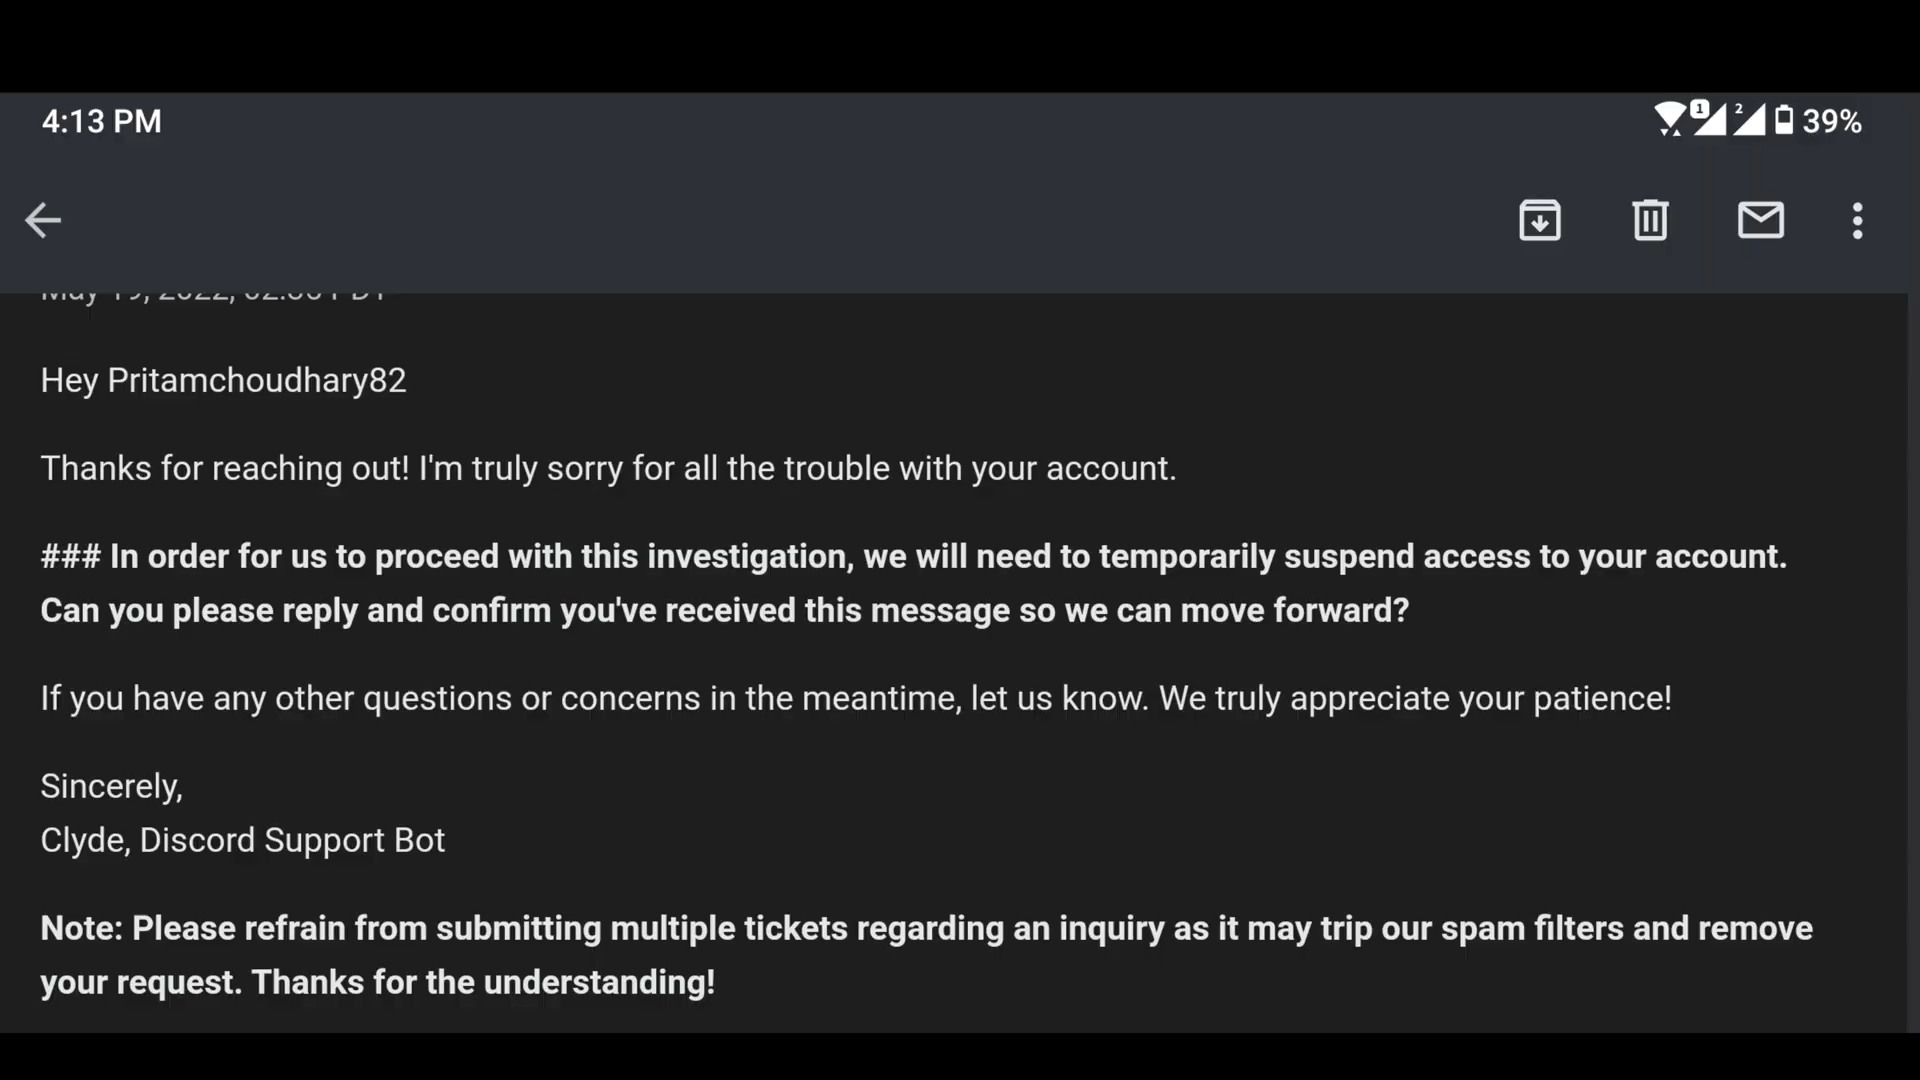 4:13 PM
1 2 39%
May 19, 2022,
Hey Pritamchoudhary82
Thanks for reaching out! I'm truly sorry for all the trouble with your account.
### In order for us to proceed with this investigation, we will need to temporarily suspend access to your account.
Can you please reply and confirm you've received this message so we can move forward?
If you have any other questions or concerns in the meantime, let us know. We truly appreciate your patience!
Sincerely,
Clyde, Discord Support Bot
Note: Please refrain from submitting multiple tickets regarding an inquiry as it may trip our spam filters and remove
your request. Thanks for the understanding!